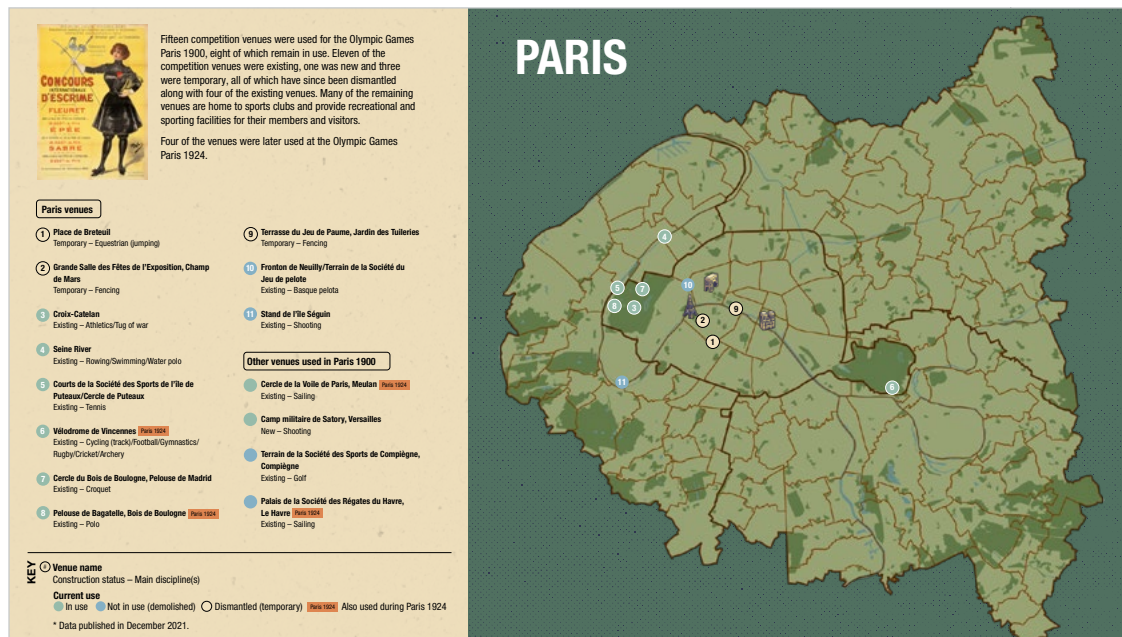 CONCOURS
INTERNATIONAUX
D'ESCRIME
FLEURET
ÉPÉE
SABRE
Fifteen competition venues were used for the Olympic Games
Paris 1900, eight of which remain in use. Eleven of the
competition venues were existing, one was new and three
were temporary, all of which have since been dismantled
along with four of the existing venues. Many of the remaining
venues are home to sports clubs and provide recreational and
sporting facilities for their members and visitors.
Four of the venues were later used at the Olympic Games
Paris 1924.
Paris venues
1 Place de Breteuil
Temporary – Equestrian (jumping)
2 Grande Salle des Fêtes de l'Exposition, Champ
de Mars
Temporary – Fencing
3 Croix-Catelan
Existing – Athletics/Tug of war
4 Seine River
Existing – Rowing/Swimming/Water polo
5 Courts de la Société des Sports de l'île de
Puteaux/Cercle de Puteaux
Existing – Tennis
6 Vélodrome de Vincennes Paris 1924
Existing – Cycling (track)/Football/Gymnastics/
Rugby/Cricket/Archery
7 Cercle du Bois de Boulogne, Pelouse de Madrid
Existing – Croquet
8 Pelouse de Bagatelle, Bois de Boulogne Paris 1924
Existing – Polo
9 Terrasse du Jeu de Paume, Jardin des Tuileries
Temporary – Fencing
10 Fronton de Neuilly/Terrain de la Société du
Jeu de pelote
Existing – Basque pelota
11 Stand de l'île Séguin
Existing – Shooting
Other venues used in Paris 1900
Cercle de la Voile de Paris, Meulan Paris 1924
Existing – Sailing
Camp militaire de Satory, Versailles
New – Shooting
Terrain de la Société des Sports de Compiègne,
Compiègne
Existing – Golf
Palais de la Société des Régates du Havre,
Le Havre Paris 1924
Existing – Sailing
KEY
# Venue name
Construction status – Main discipline(s)
Current use
In use Not in use (demolished) Dismantled (temporary) Paris 1924 Also used during Paris 1924
* Data published in December 2021.
PARIS
4
5
7
8
3
10
2
9
1
11
6